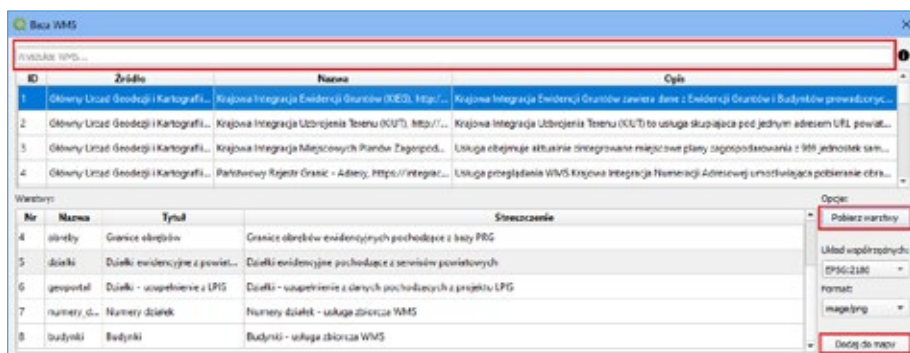 Baza WMS
Wyszukaj WMS...
ID Źródło Nazwa Opis
1 Główny Urząd Geodezji i Kartografii... Krajowa Integracja Ewidencji Gruntów (KIEG), http:/... Krajowa Integracja Ewidencji Gruntów zawiera dane z Ewidencji Gruntów i Budynków prowadzonyc...
2 Główny Urząd Geodezji i Kartografii... Krajowa Integracja Uzbrojenia Terenu (KIUT), http://... Krajowa Integracja Uzbrojenia Terenu (KIUT) to usługa skupiająca pod jednym adresem URL powiat...
3 Główny Urząd Geodezji i Kartografii... Krajowa Integracja Miejscowych Planów Zagospod... Usługa obejmuje aktualnie zintegrowane miejscowe plany zagospodarowania z 989 jednostek sam...
4 Główny Urząd Geodezji i Kartografii... Państwowy Rejestr Granic - Adresy, https://integrac... Usługa przeglądania WMS Krajowa Integracja Numeracji Adresowej umożliwiająca pobieranie obra...
Warstwy: Opcje:
Nr Nazwa Tytuł Streszczenie
Pobierz warstwy
4 obreby Granice obrębów Granice obrębów ewidencyjnych pochodzące z bazy PRG
5 dzialki Działki ewidencyjne z powiat... Działki ewidencyjne pochodzące z serwisów powiatowych
Układ współrzędnych:
EPSG:2180
6 geoportal Działki - uzupełnienie z LPIS Działki - uzupełnienie z danych pochodzących z projektu LPIS
Format:
image/png
7 numery_d... Numery działek Numery działek - usługa zbiorcza WMS
8 budynki Budynki Budynki - usługa zbiorcza WMS
Dodaj do mapy